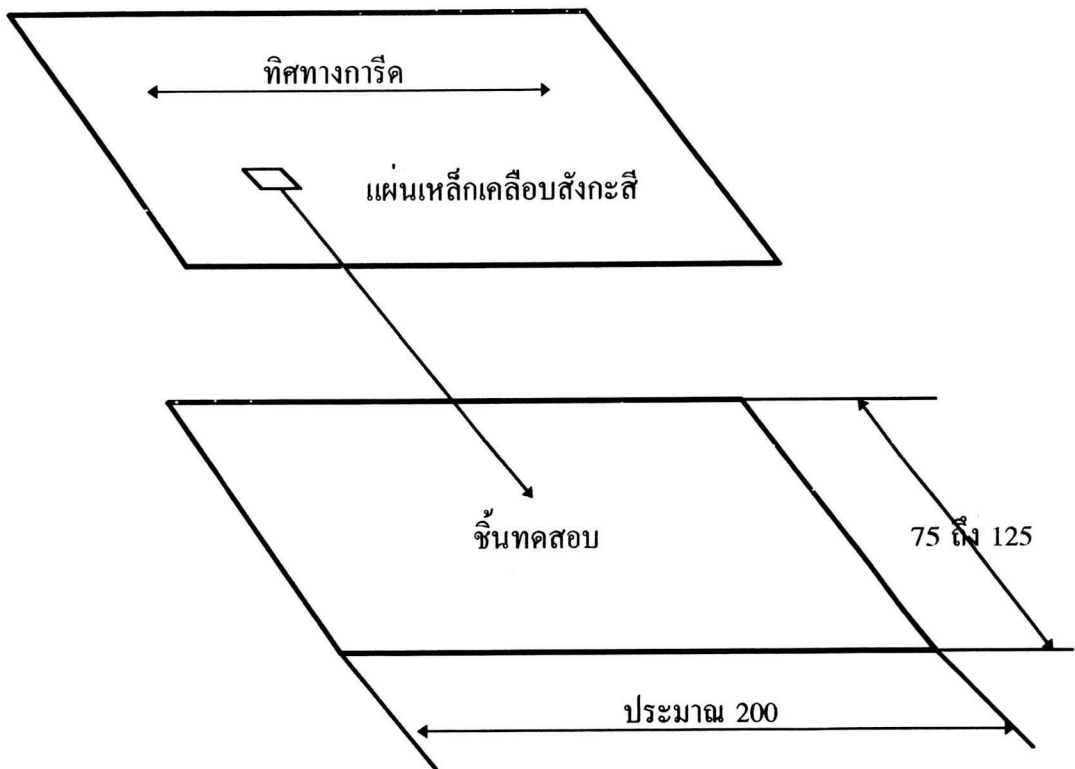 ทิศทางการีด
แผ่นเหล็กเคลือบสังกะสี
ชิ้นทดสอบ
75 ถึง 125
ประมาณ 200